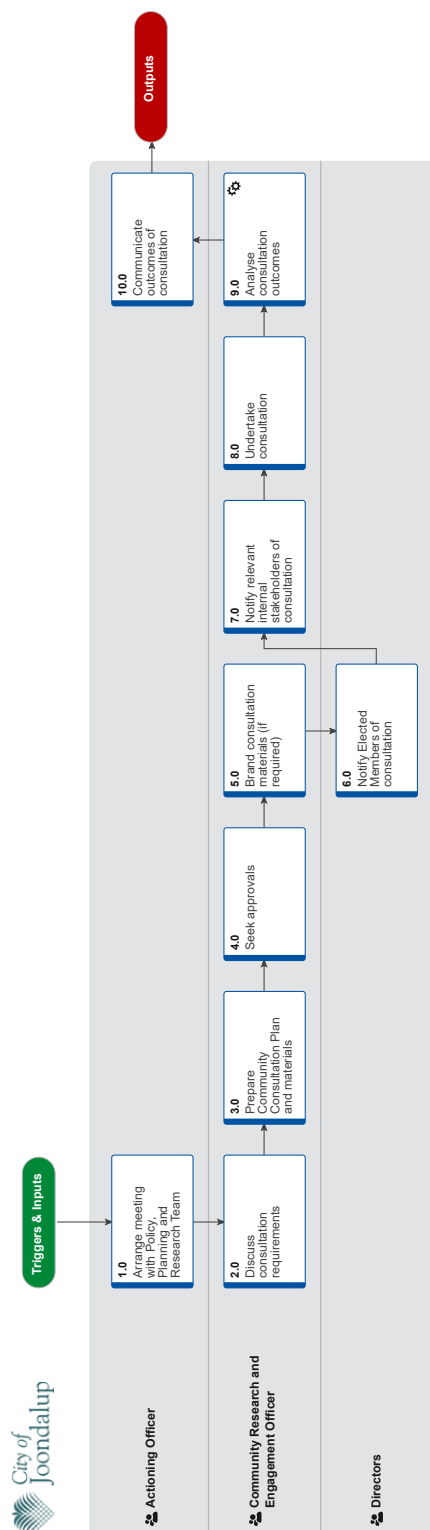 City of
Joondalup
Triggers & Inputs
Outputs
Actioning Officer
1.0
Arrange meeting
with Policy,
Planning and
Research Team
10.0
Communicate
outcomes of
consultation
Community Research and
Engagement Officer
2.0
Discuss
consultation
requirements
3.0
Prepare
Community
Consultation Plan
and materials
4.0
Seek approvals
5.0
Brand consultation
materials (if
required)
7.0
Notify relevant
internal
stakeholders of
consultation
8.0
Undertake
consultation
9.0
Analyse
consultation
outcomes
Directors
6.0
Notify Elected
Members of
consultation